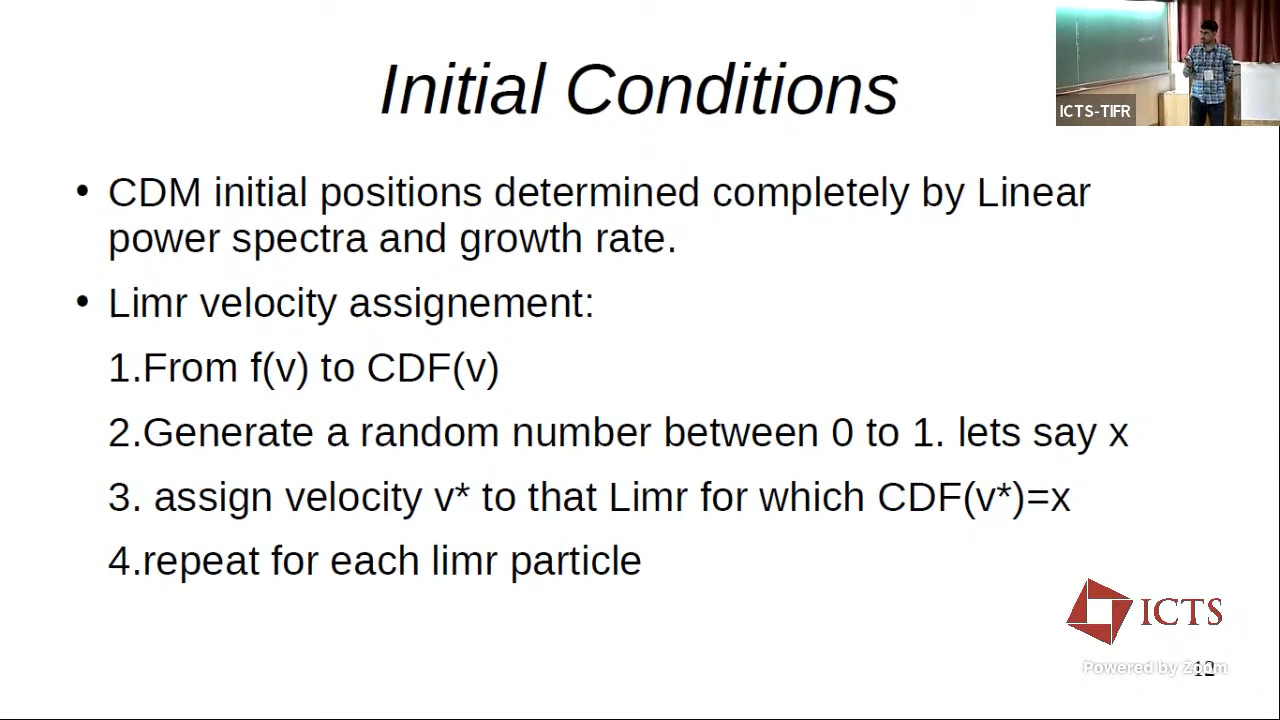 Initial Conditions
ICTS-TIFR
• CDM initial positions determined completely by Linear
power spectra and growth rate.
• Limr velocity assignement:
1.From f(v) to CDF(v)
2.Generate a random number between 0 to 1. lets say x
3. assign velocity v* to that Limr for which CDF(v*)=x
4.repeat for each limr particle
ICTS
Powered by Zoom
12